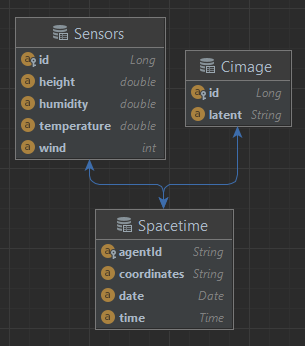 Sensors
id Long
height double
humidity double
temperature double
wind int
Cimage
id Long
latent String
Spacetime
agentId String
coordinates String
date Date
time Time